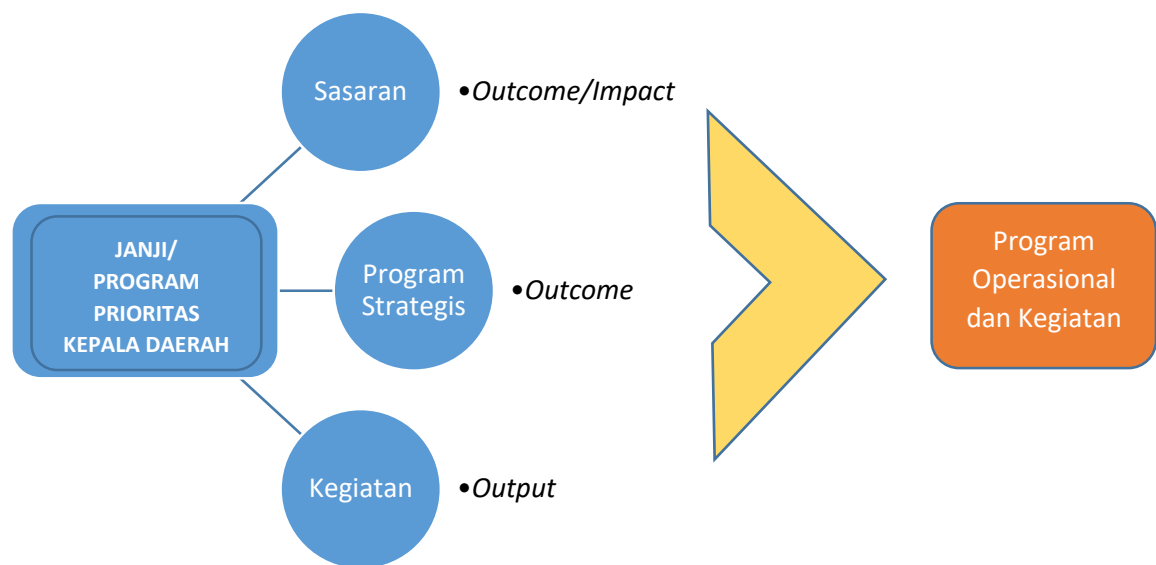 Sasaran
•Outcome/Impact
JANJI/
PROGRAM
PRIORITAS
KEPALA DAERAH
Program
Strategis
•Outcome
Kegiatan
•Output
Program
Operasional
dan Kegiatan